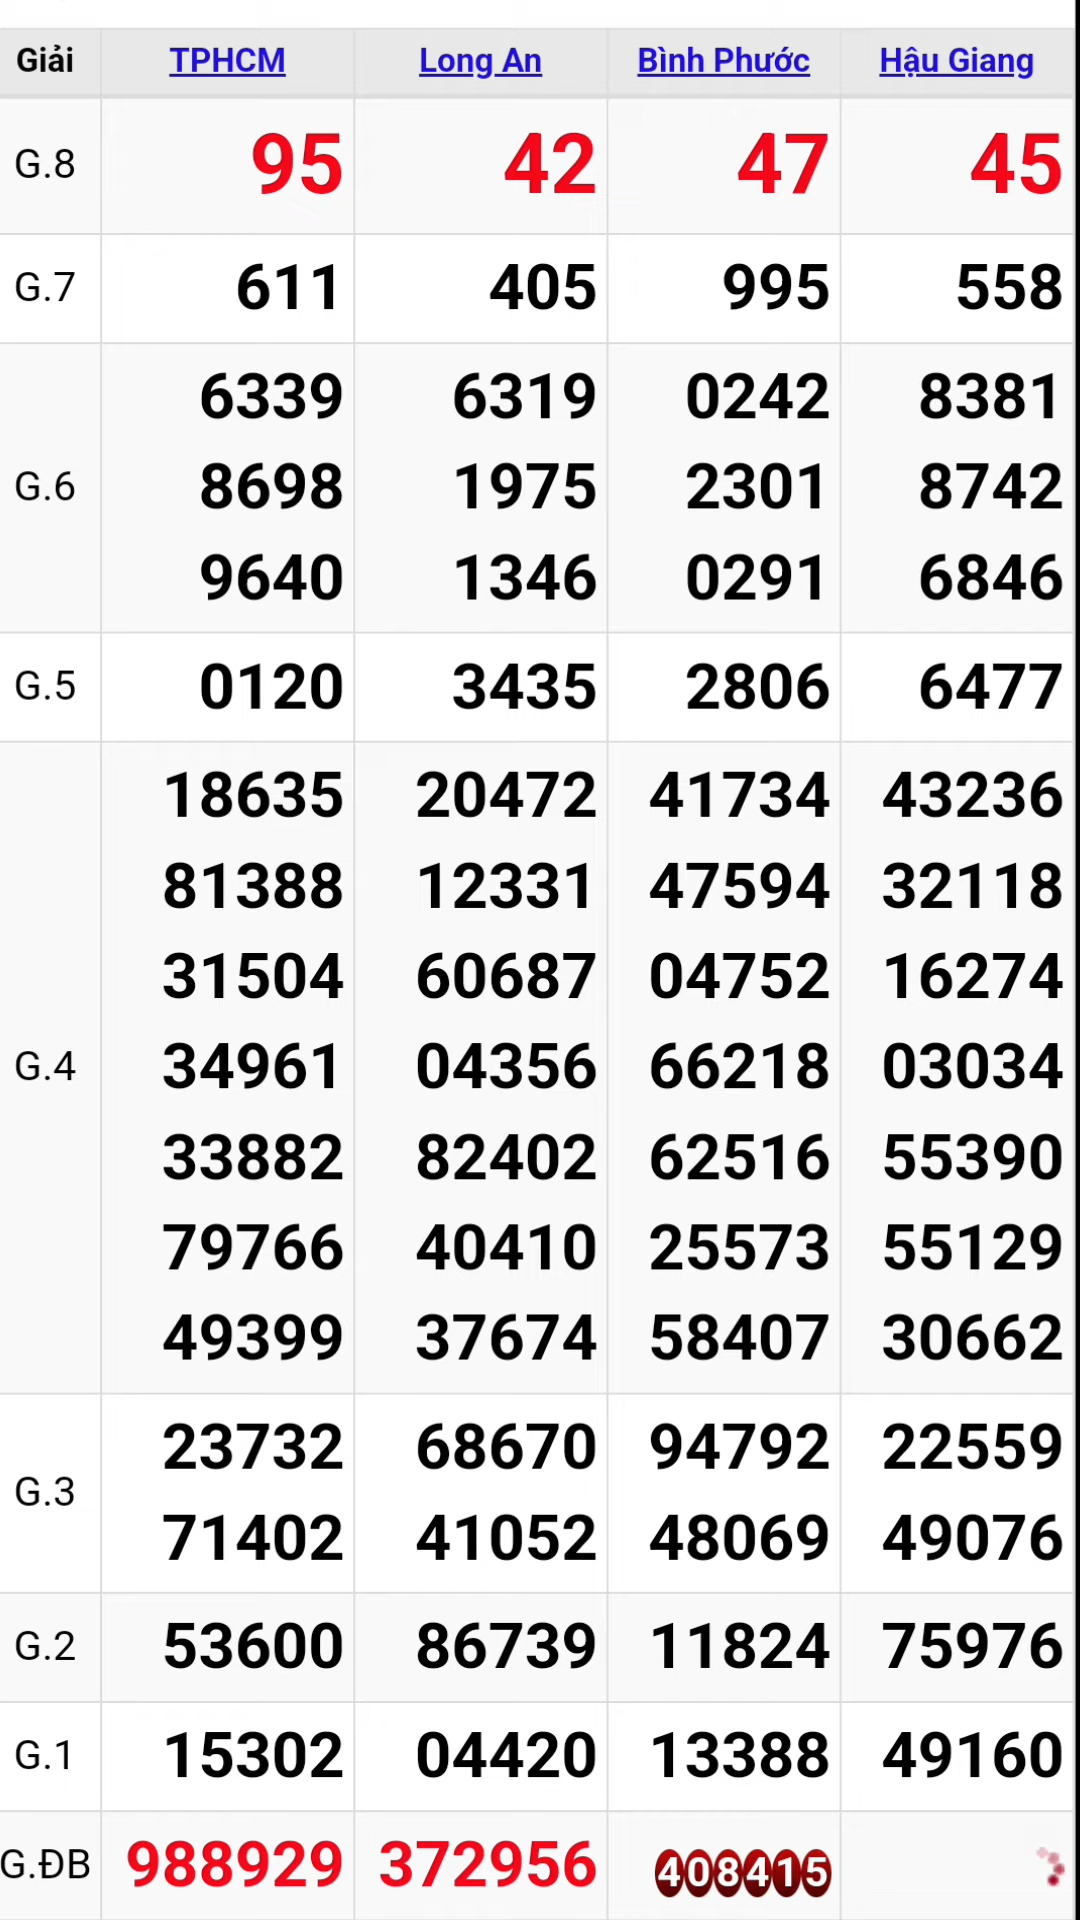 Giải TPHCM Long An Bình Phước Hậu Giang
G.8 95 42 47 45
G.7 611 405 995 558
6339 6319 0242 8381
G.6 8698 1975 2301 8742
9640 1346 0291 6846
G.5 0120 3435 2806 6477
18635 20472 41734 43236
81388 12331 47594 32118
31504 60687 04752 16274
G.4 34961 04356 66218 03034
33882 82402 62516 55390
79766 40410 25573 55129
49399 37674 58407 30662
23732 68670 94792 22559
G.3
71402 41052 48069 49076
G.2 53600 86739 11824 75976
G.1 15302 04420 13388 49160
G.ĐB 988929 372956 408415